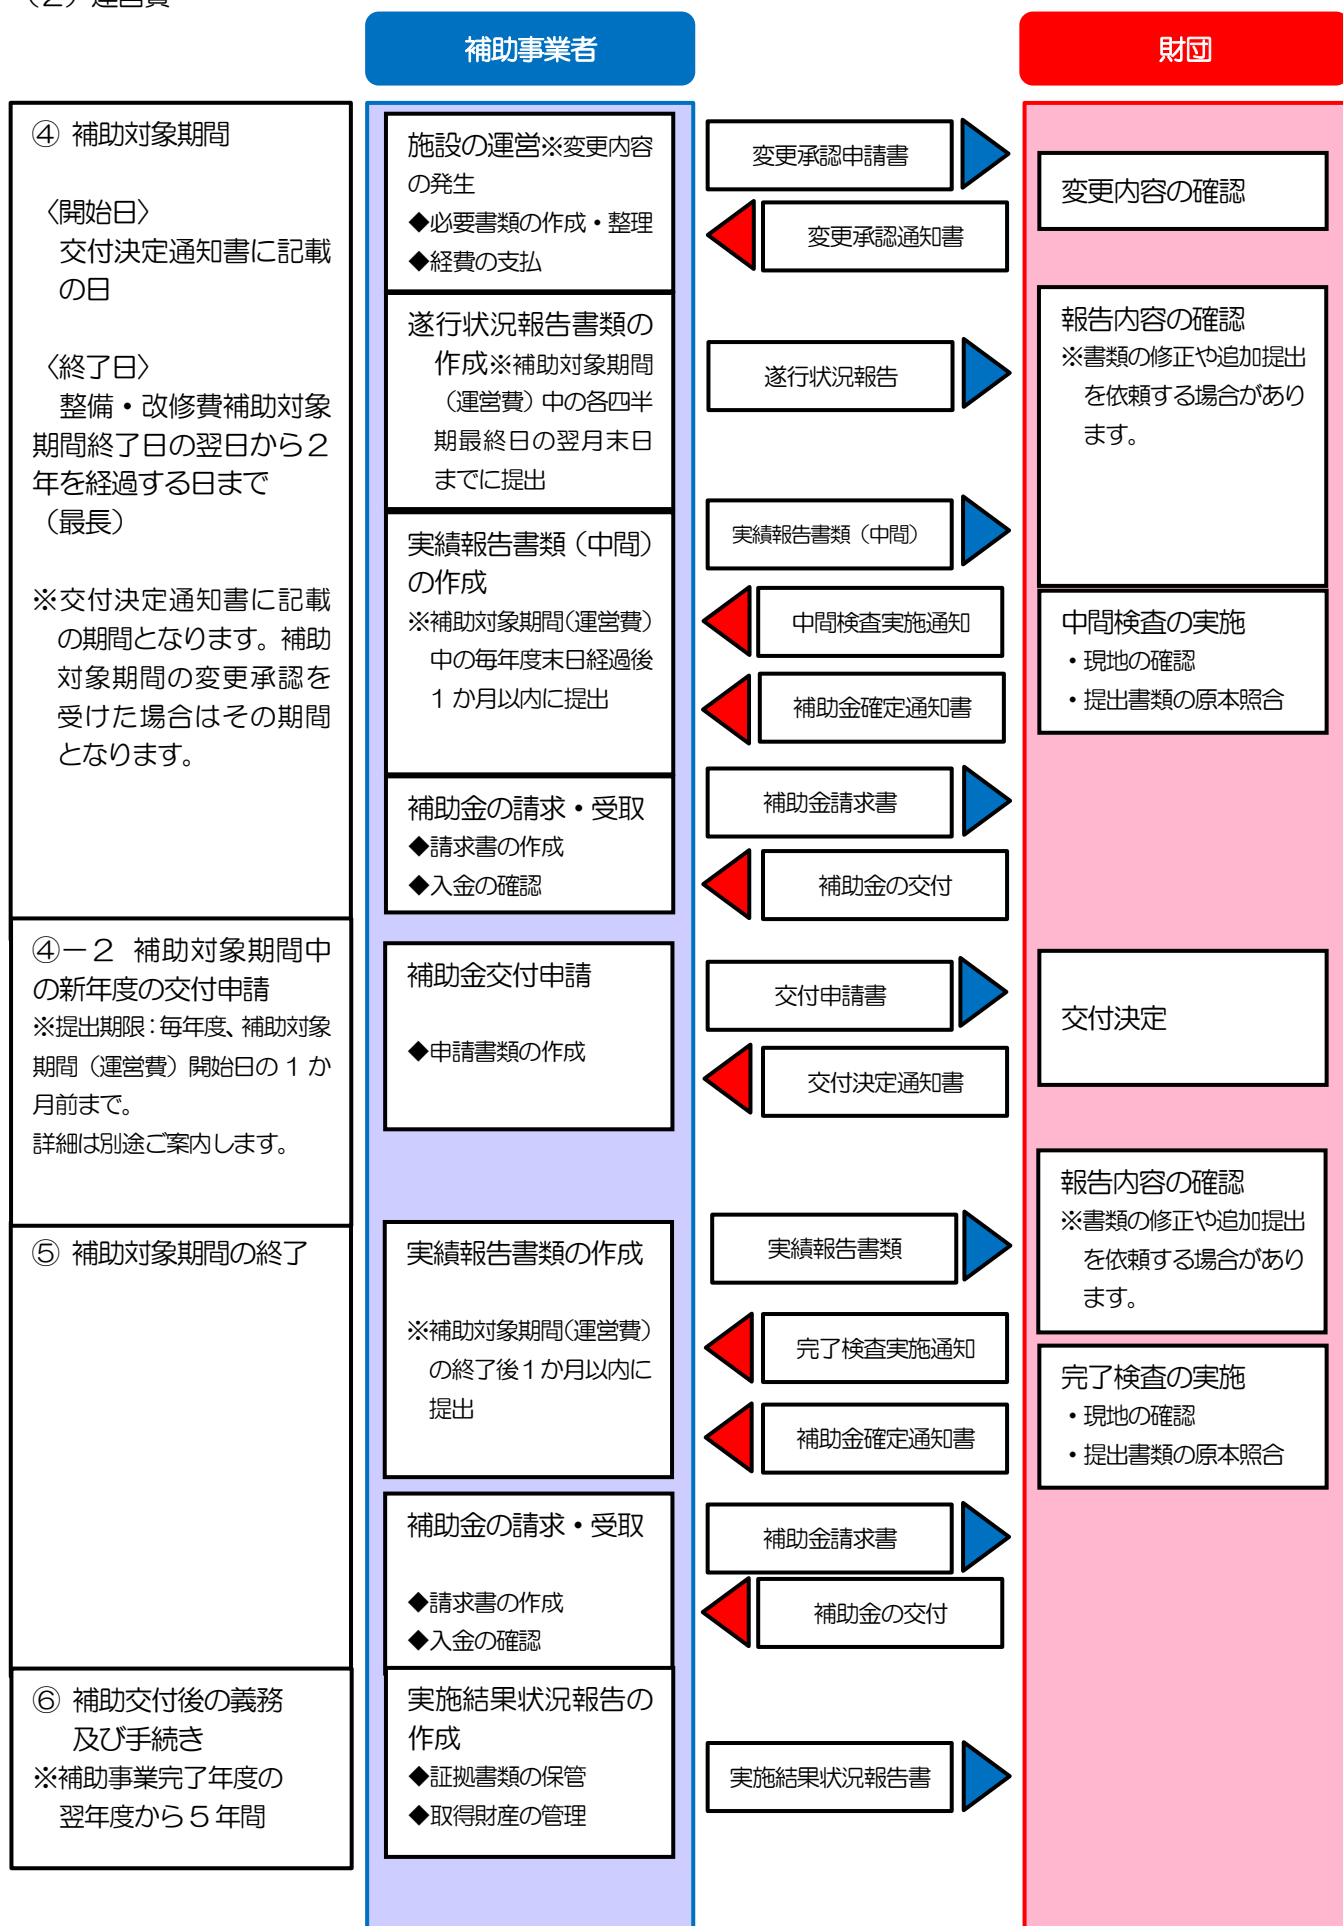 （２）運営費
補助事業者
財団
④ 補助対象期間
〈開始日〉
交付決定通知書に記載
の日
〈終了日〉
整備・改修費補助対象
期間終了日の翌日から２
年を経過する日まで
（最長）
※交付決定通知書に記載
の期間となります。補助
対象期間の変更承認を
受けた場合はその期間
となります。
施設の運営※変更内容
の発生
◆必要書類の作成・整理
◆経費の支払
変更承認申請書
変更承認通知書
変更内容の確認
遂行状況報告書類の
作成※補助対象期間
（運営費）中の各四半
期最終日の翌月末日
までに提出
遂行状況報告
報告内容の確認
※書類の修正や追加提出
を依頼する場合があり
ます。
実績報告書類（中間）
の作成
※補助対象期間（運営費）
中の毎年度末日経過後
１か月以内に提出
実績報告書類（中間）
中間検査実施通知
補助金確定通知書
中間検査の実施
・現地の確認
・提出書類の原本照合
補助金の請求・受取
◆請求書の作成
◆入金の確認
補助金請求書
補助金の交付
④－２ 補助対象期間中
の新年度の交付申請
※提出期限：毎年度、補助対象
期間（運営費）開始日の１か
月前まで。
詳細は別途ご案内します。
補助金交付申請
◆申請書類の作成
交付申請書
交付決定通知書
交付決定
⑤ 補助対象期間の終了
実績報告書類の作成
※補助対象期間（運営費）
の終了後１か月以内に
提出
実績報告書類
完了検査実施通知
補助金確定通知書
報告内容の確認
※書類の修正や追加提出
を依頼する場合があり
ます。
完了検査の実施
・現地の確認
・提出書類の原本照合
補助金の請求・受取
◆請求書の作成
◆入金の確認
補助金請求書
補助金の交付
⑥ 補助交付後の義務
及び手続き
※補助事業完了年度の
翌年度から５年間
実施結果状況報告の
作成
◆証拠書類の保管
◆取得財産の管理
実施結果状況報告書